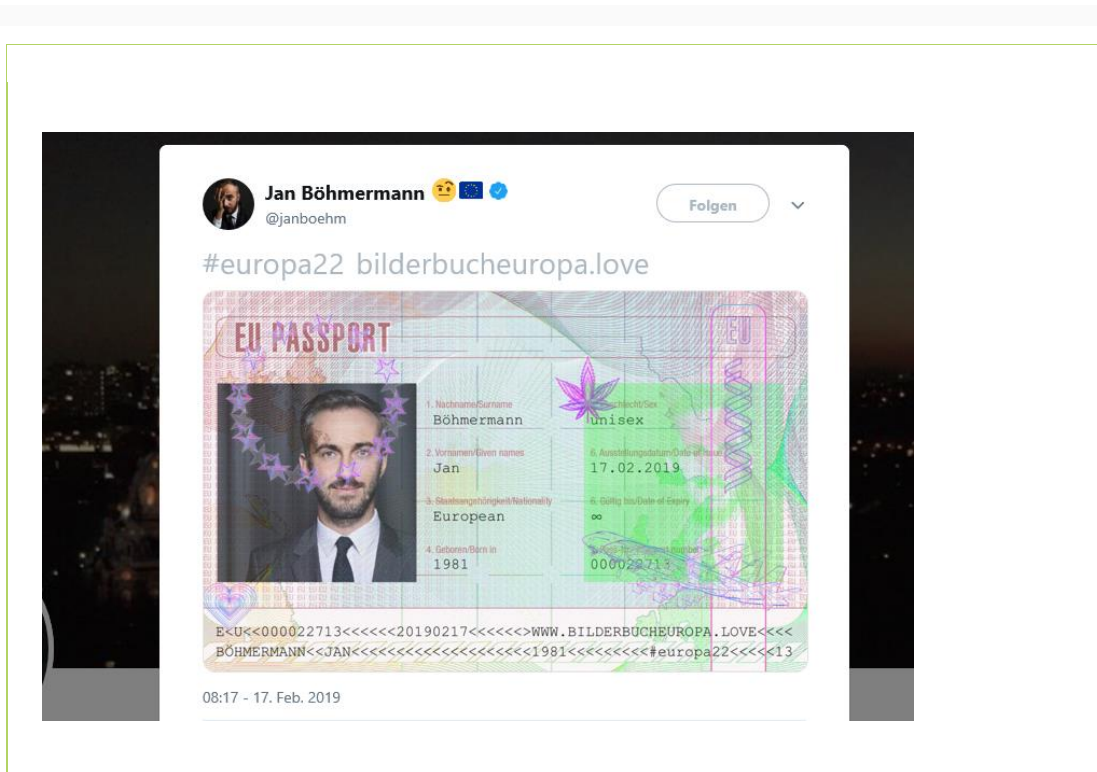 Jan Böhmermann
@janboehm
Folgen
#europa22 bilderbucheuropa.love
EU PASSPORT
EU
1. Nachname/Surname
Böhmermann
unisex
2. Vornamen/Given names
Jan
6. Ausstellungsdatum/Date of Issue
17.02.2019
3. Staatsangehörigkeit/Nationality
European
6. Gültig bis/Date of Expiry
∞
4. Geboren/Born in
1981
000022713
E<U<<000022713<<<<<<20190217<<<<<<>WWW.BILDERBUCHEUROPA.LOVE<<<<
BÖHMERMANN<<JAN<<<<<<<<<<<<<<<<<<<<1981<<<<<<<<<#europa22<<<<<13
08:17 - 17. Feb. 2019